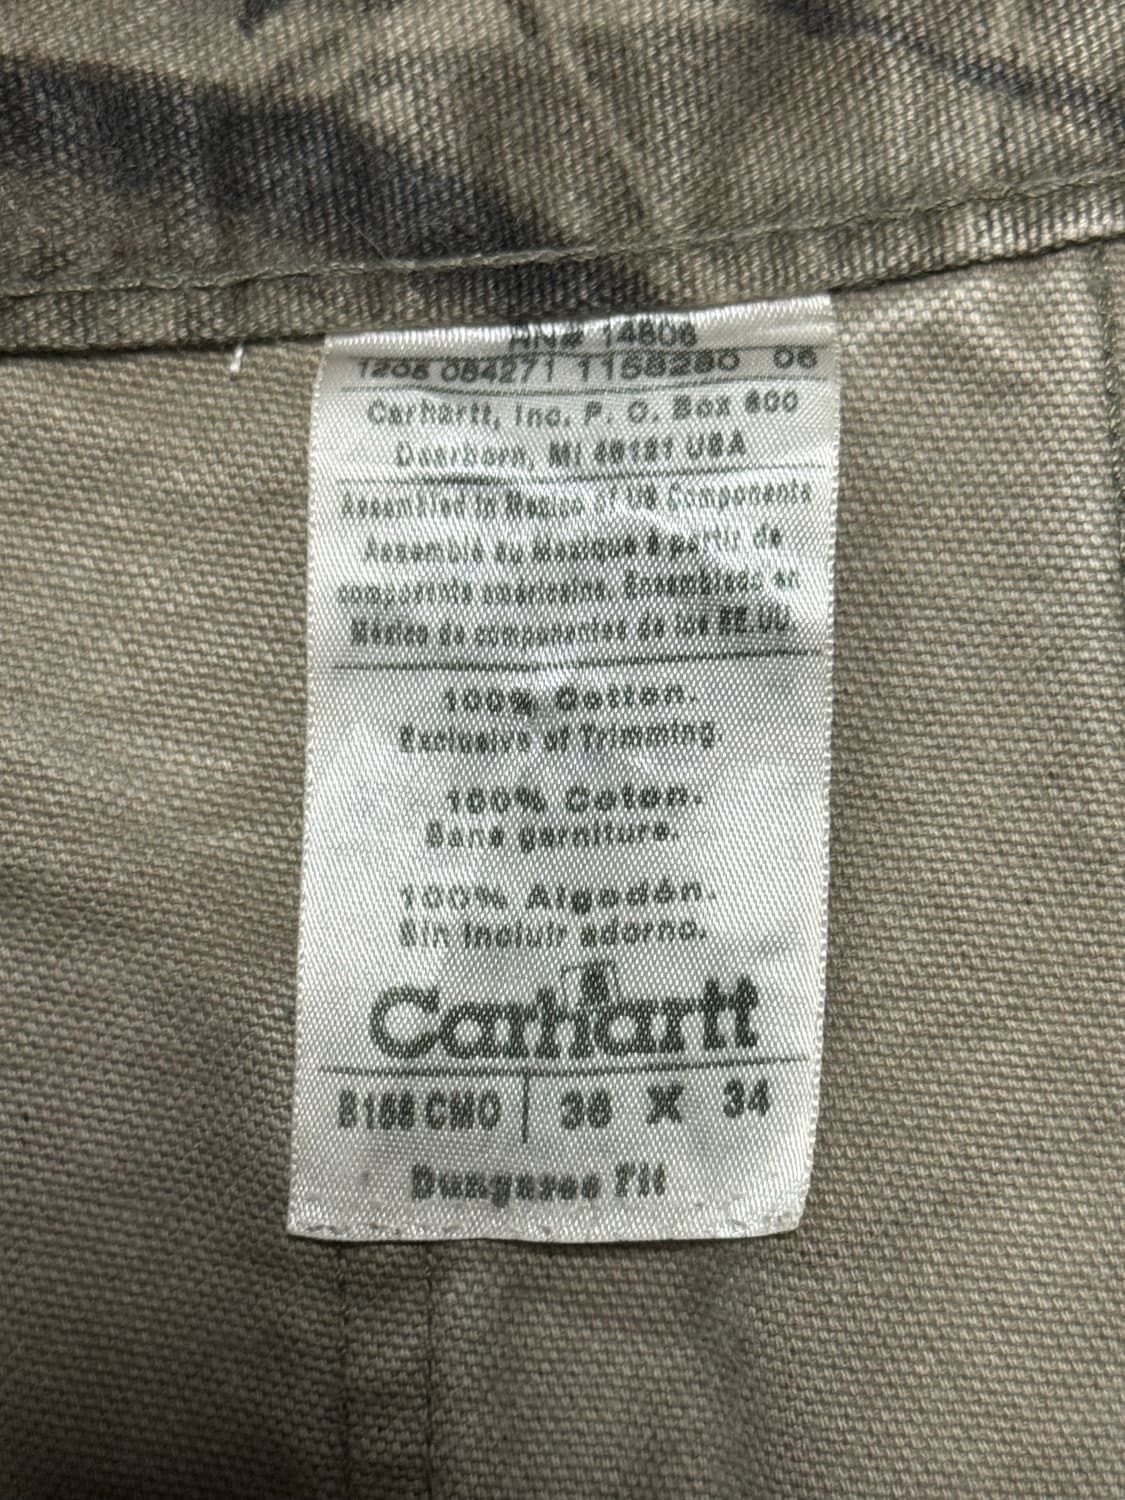 RN# 14806
1205 084271 1158280 06
Carhartt, Inc. P. O. Box 600
Dearborn, MI 48121 USA
Assembled in Mexico of US Components
Assemblé au Mexique à partir de
composants américains. Ensamblado en
México de componentes de los EE.UU.
100% Cotton.
Exclusive of Trimming.
100% Coton.
Sans garniture.
100% Algodón.
Sin incluir adorno.
Carhartt
CMO 34
X
Dungaree Fit